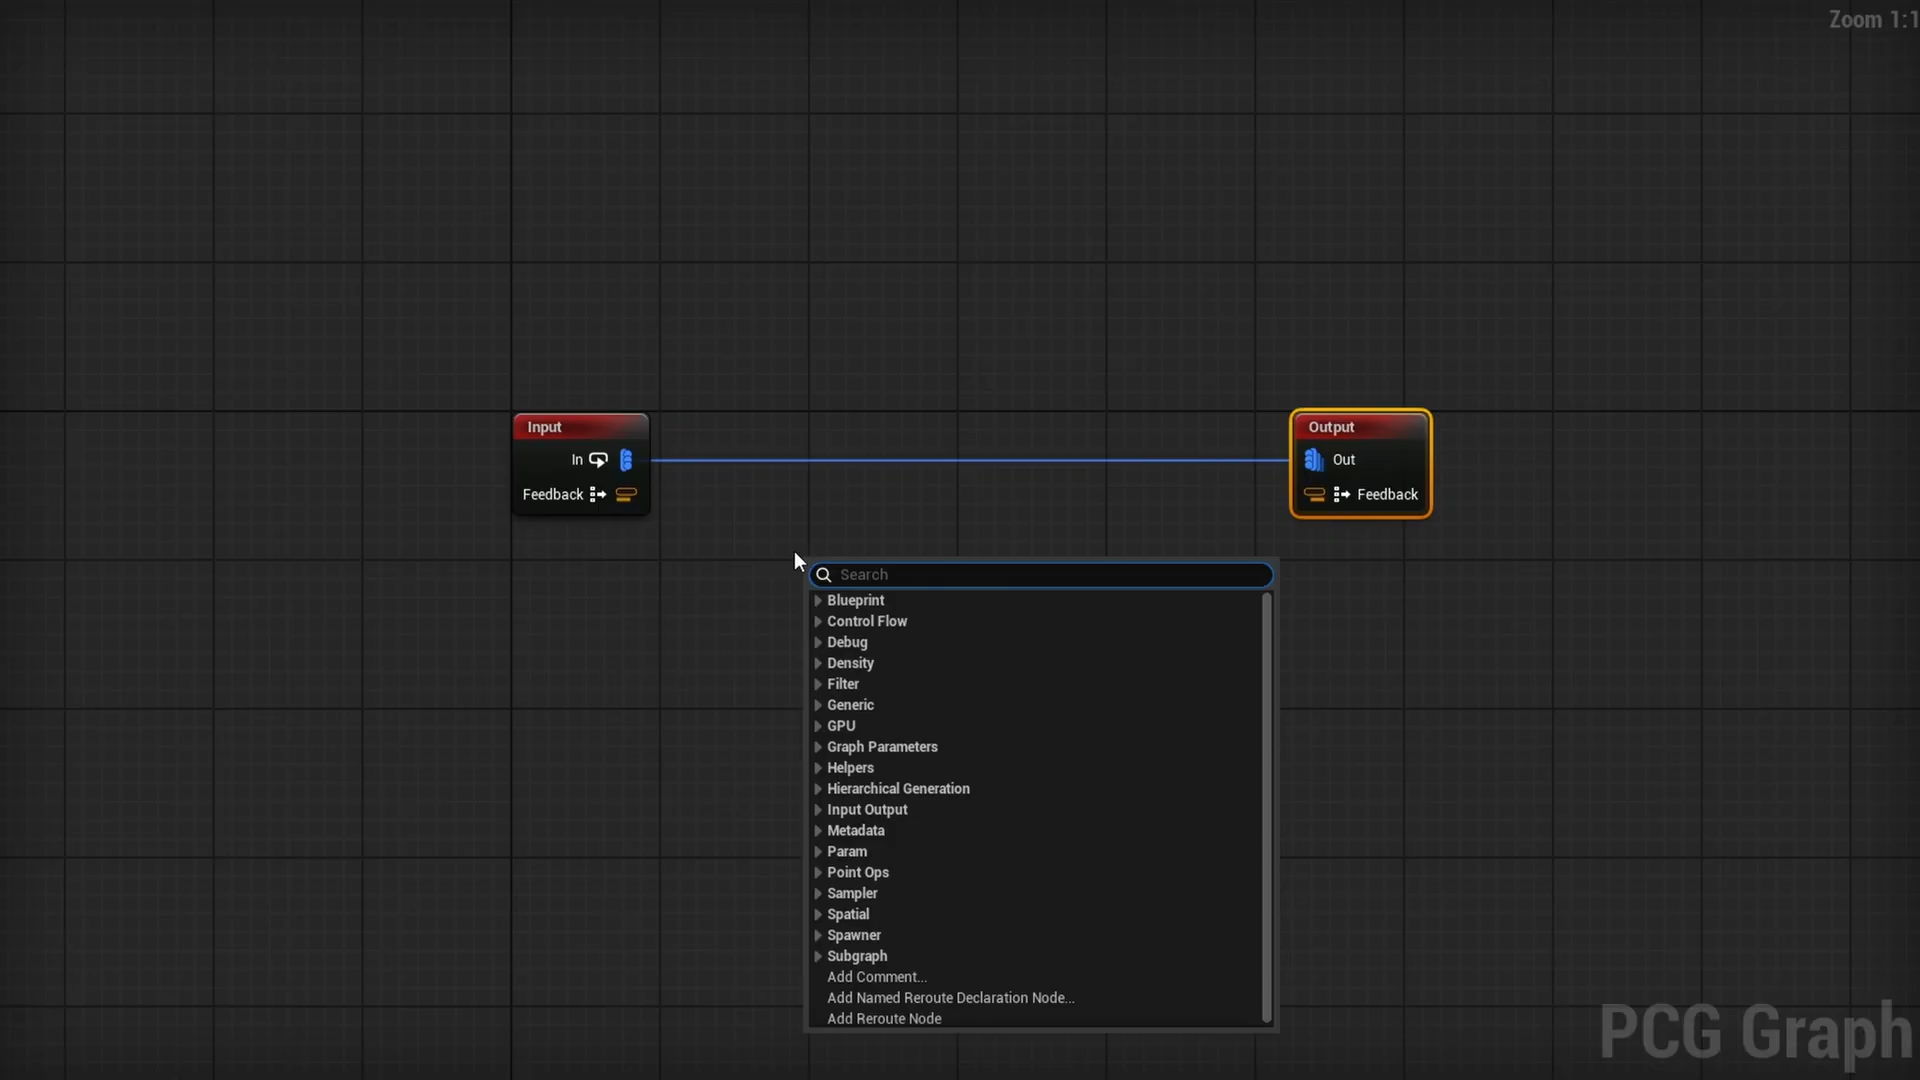 Zoom 1:1
Input
In
Feedback
Output
Out
Feedback
Search
Blueprint
Control Flow
Debug
Density
Filter
Generic
GPU
Graph Parameters
Helpers
Hierarchical Generation
Input Output
Metadata
Param
Point Ops
Sampler
Spatial
Spawner
Subgraph
Add Comment...
Add Named Reroute Declaration Node...
Add Reroute Node
PCG Graph